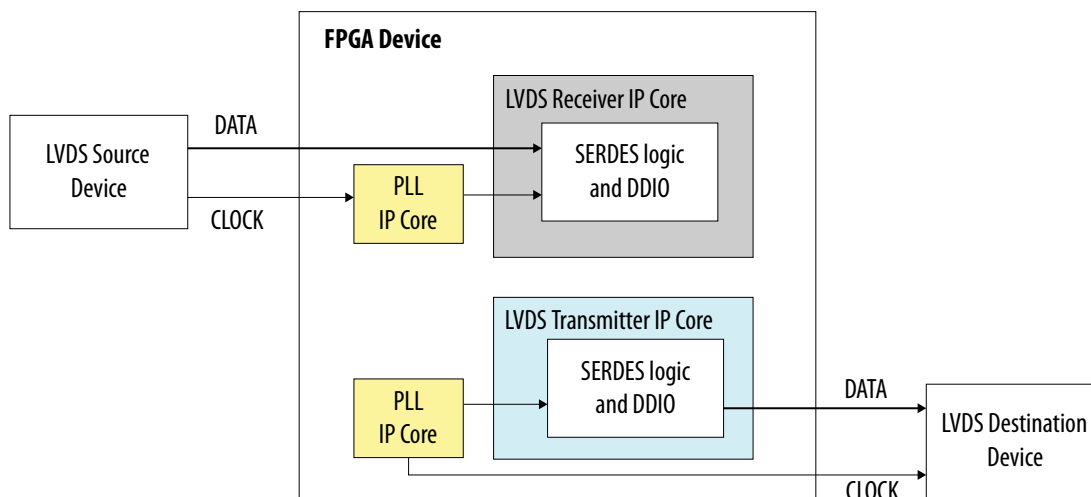 FPGA Device
LVDS Receiver IP Core
DATA
LVDS Source
Device
SERDES logic
and DDIO
PLL
IP Core
CLOCK
LVDS Transmitter IP Core
SERDES logic
and DDIO
PLL
IP Core
DATA
LVDS Destination
Device
CLOCK